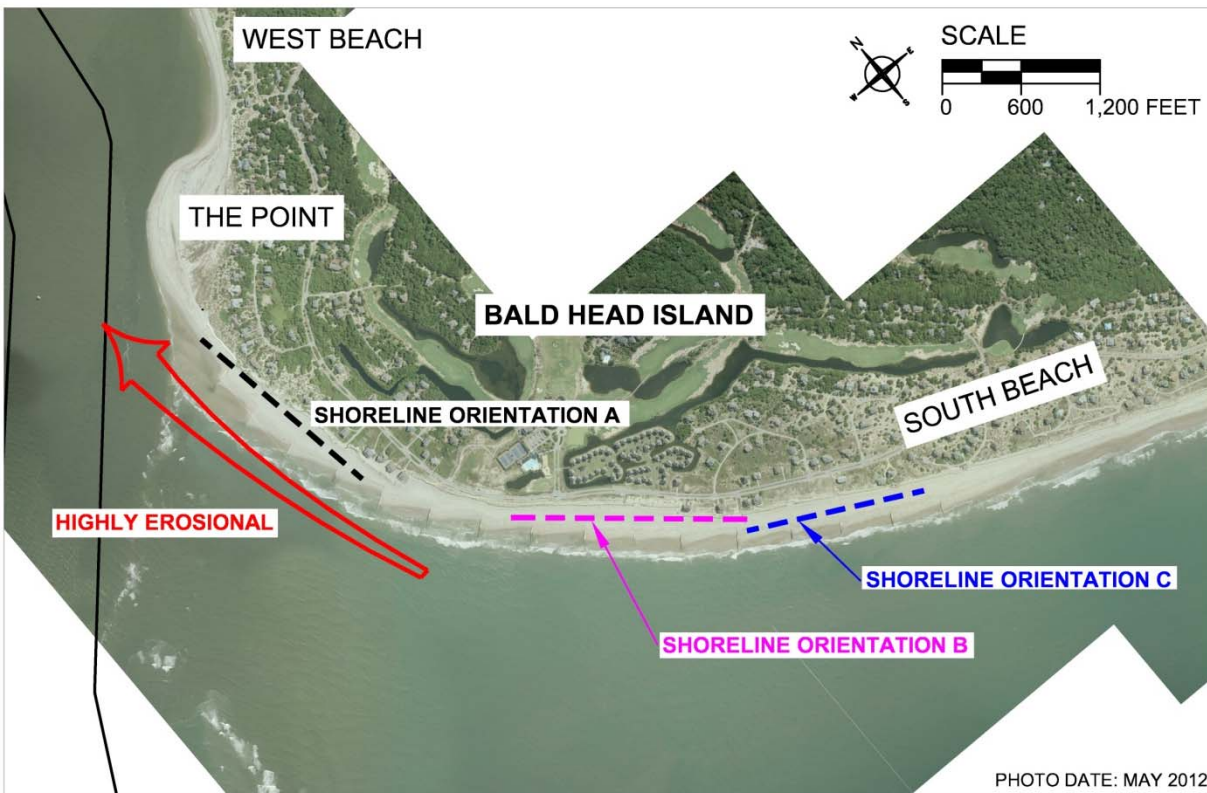 WEST BEACH
N
E
S
SCALE
0 600 1,200 FEET
THE POINT
BALD HEAD ISLAND
SHORELINE ORIENTATION A
SOUTH BEACH
HIGHLY EROSIONAL
SHORELINE ORIENTATION C
SHORELINE ORIENTATION B
PHOTO DATE: MAY 2012